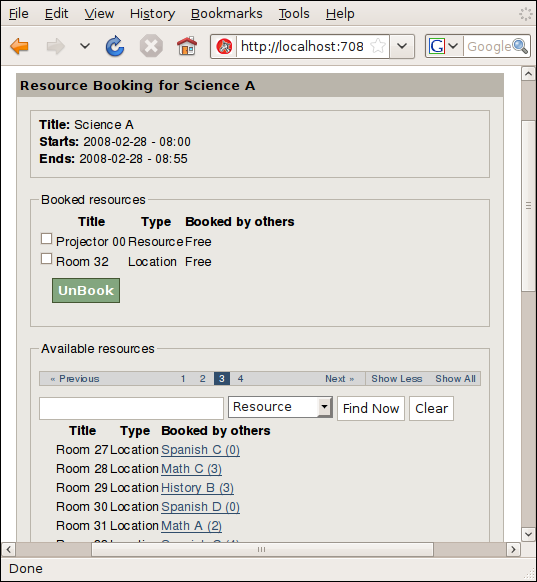 File Edit View History Bookmarks Tools Help
http://localhost:708
G Google
Resource Booking for Science A
Title: Science A
Starts: 2008-02-28 - 08:00
Ends: 2008-02-28 - 08:55
Booked resources
Title Type Booked by others
Projector 00 Resource Free
Room 32 Location Free
UnBook
Available resources
« Previous 1 2 3 4 Next » Show Less Show All
Resource Find Now Clear
Title Type Booked by others
Room 27 Location Spanish C (0)
Room 28 Location Math C (3)
Room 29 Location History B (3)
Room 30 Location Spanish D (0)
Room 31 Location Math A (2)
Done